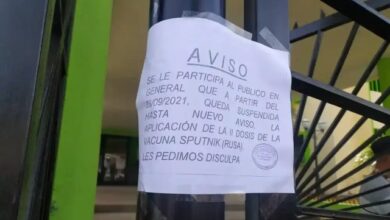 AVISO
SE LE PARTICIPA AL PUBLICO EN
GENERAL QUE A PARTIR DEL
/09/2021, QUEDA SUSPENDIDA
HASTA NUEVO AVISO, LA
APLICACIÓN DE LA II DOSIS DE LA
VACUNA SPUTNIK (RUSA)
LES PEDIMOS DISCULPA